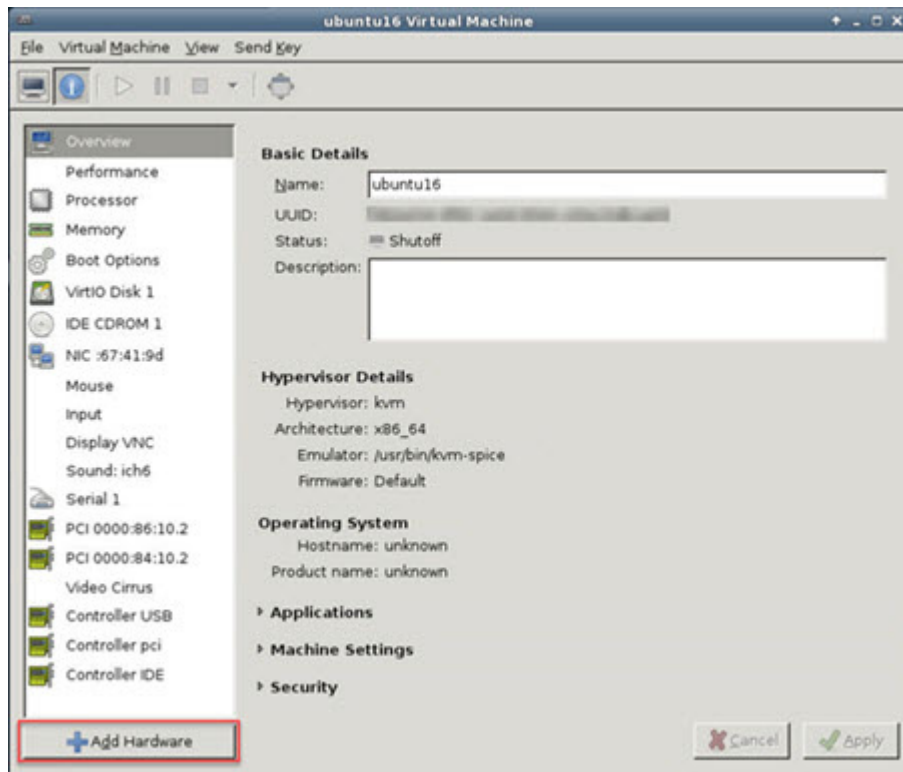 ubuntu16 Virtual Machine
File Virtual Machine View Send Key
Overview
Performance
Processor
Memory
Boot Options
VirtIO Disk 1
IDE CDROM 1
NIC :67:41:9d
Mouse
Input
Display VNC
Sound: ich6
Serial 1
PCI 0000:86:10.2
PCI 0000:84:10.2
Video Cirrus
Controller USB
Controller pci
Controller IDE
Add Hardware
Basic Details
Name: ubuntu16
UUID:
Status: Shutoff
Description:
Hypervisor Details
Hypervisor: kvm
Architecture: x86_64
Emulator: /usr/bin/kvm-spice
Firmware: Default
Operating System
Hostname: unknown
Product name: unknown
Applications
Machine Settings
Security
Cancel Apply